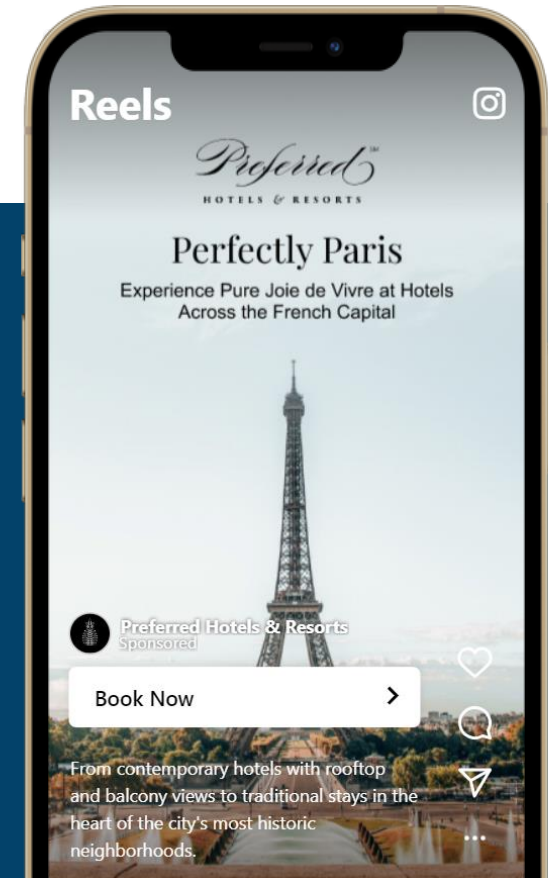 Reels
Preferred℠
HOTELS & RESORTS
Perfectly Paris
Experience Pure Joie de Vivre at Hotels
Across the French Capital
Preferred Hotels & Resorts
Sponsored
Book Now
From contemporary hotels with rooftop
and balcony views to traditional stays in the
heart of the city's most historic
neighborhoods.